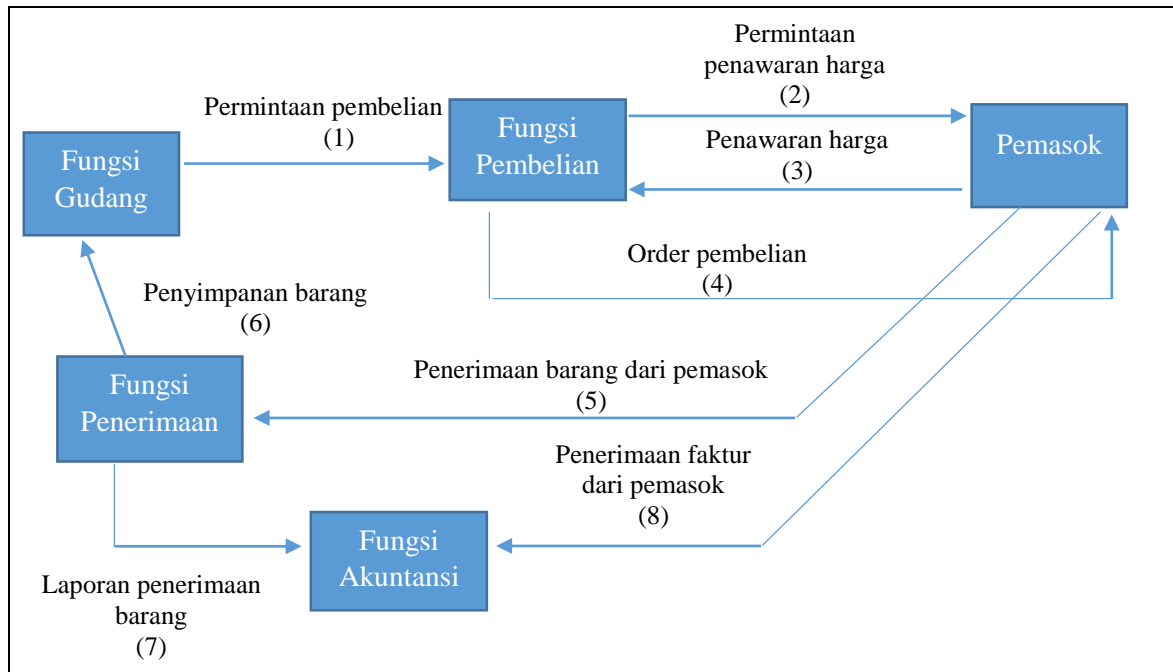 Permintaan
penawaran harga
(2)
Permintaan pembelian
(1)
Fungsi
Pembelian
Penawaran harga
(3)
Pemasok
Fungsi
Gudang
Order pembelian
(4)
Penyimpanan barang
(6)
Fungsi
Penerimaan
Penerimaan barang dari pemasok
(5)
Penerimaan faktur
dari pemasok
(8)
Fungsi
Akuntansi
Laporan penerimaan
barang
(7)